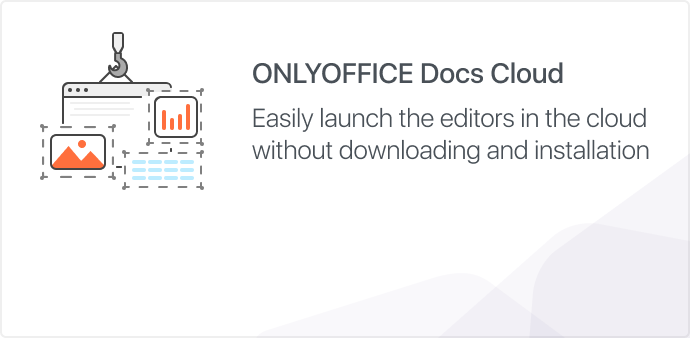 ONLYOFFICE Docs Cloud
Easily launch the editors in the cloud
without downloading and installation